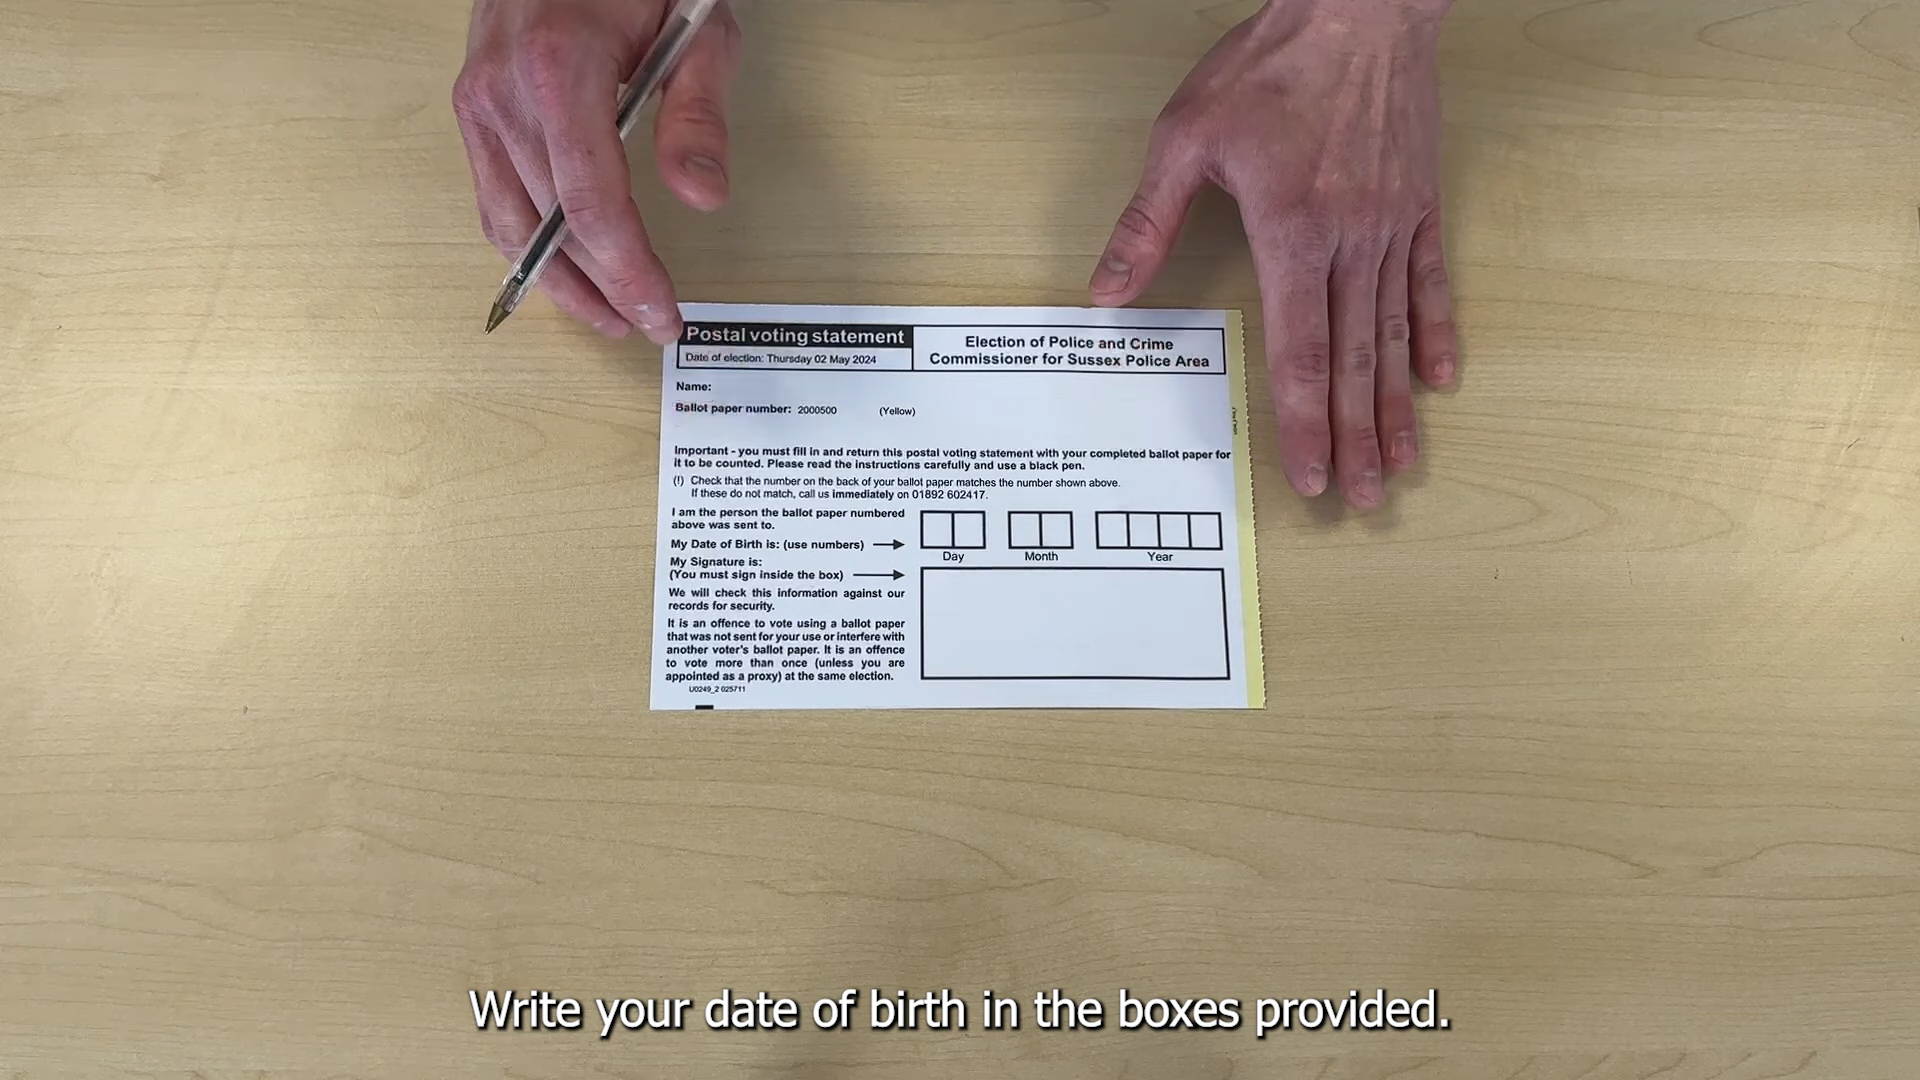 Postal voting statement
Date of election: Thursday 02 May 2024
Election of Police and Crime
Commissioner for Sussex Police Area
Name:
Ballot paper number: 2000500 (Yellow)
Important - you must fill in and return this postal voting statement with your completed ballot paper for
it to be counted. Please read the instructions carefully and use a black pen.
(!) Check that the number on the back of your ballot paper matches the number shown above.
If these do not match, call us immediately on 01892 602417.
I am the person the ballot paper numbered
above was sent to.
My Date of Birth is: (use numbers)
Day Month Year
My Signature is:
(You must sign inside the box)
We will check this information against our
records for security.
It is an offence to vote using a ballot paper
that was not sent for your use or interfere with
another voter's ballot paper. It is an offence
to vote more than once (unless you are
appointed as a proxy) at the same election.
U0249_2 025711
Write your date of birth in the boxes provided.